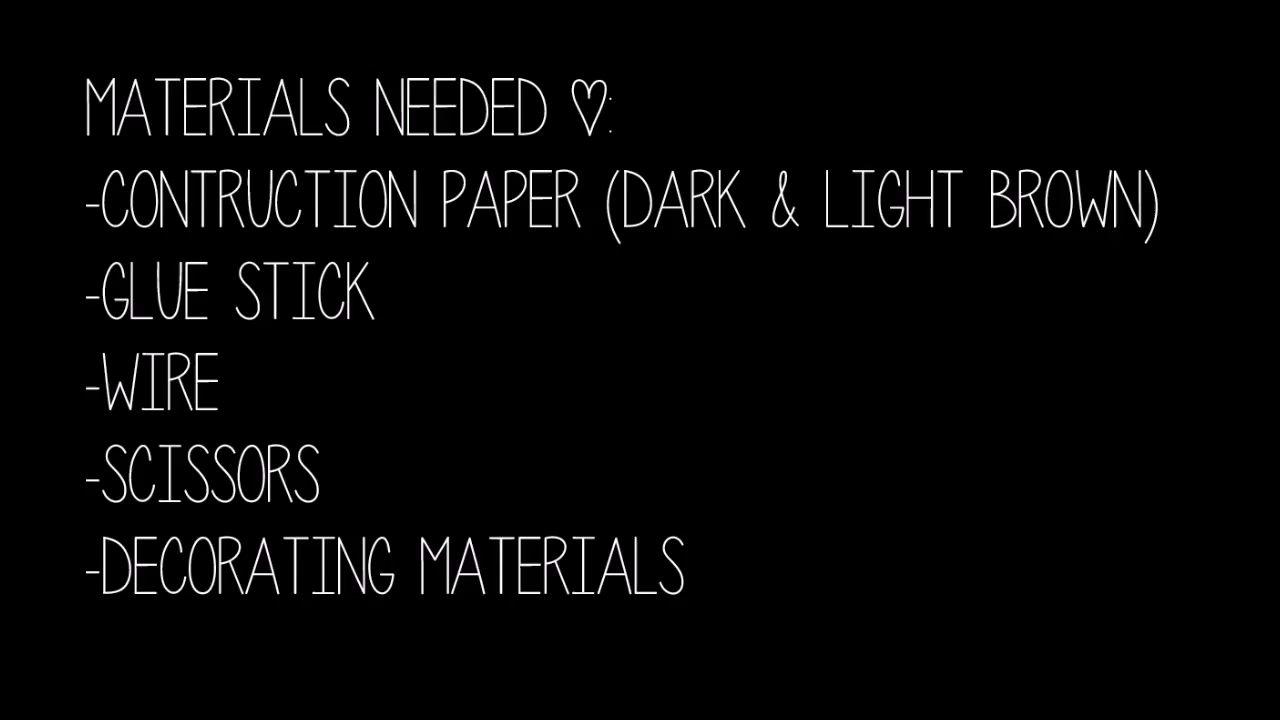 MATERIALS NEEDED ♡:
-CONTRUCTION PAPER (DARK & LIGHT BROWN)
-GLUE STICK
-WIRE
-SCISSORS
-DECORATING MATERIALS